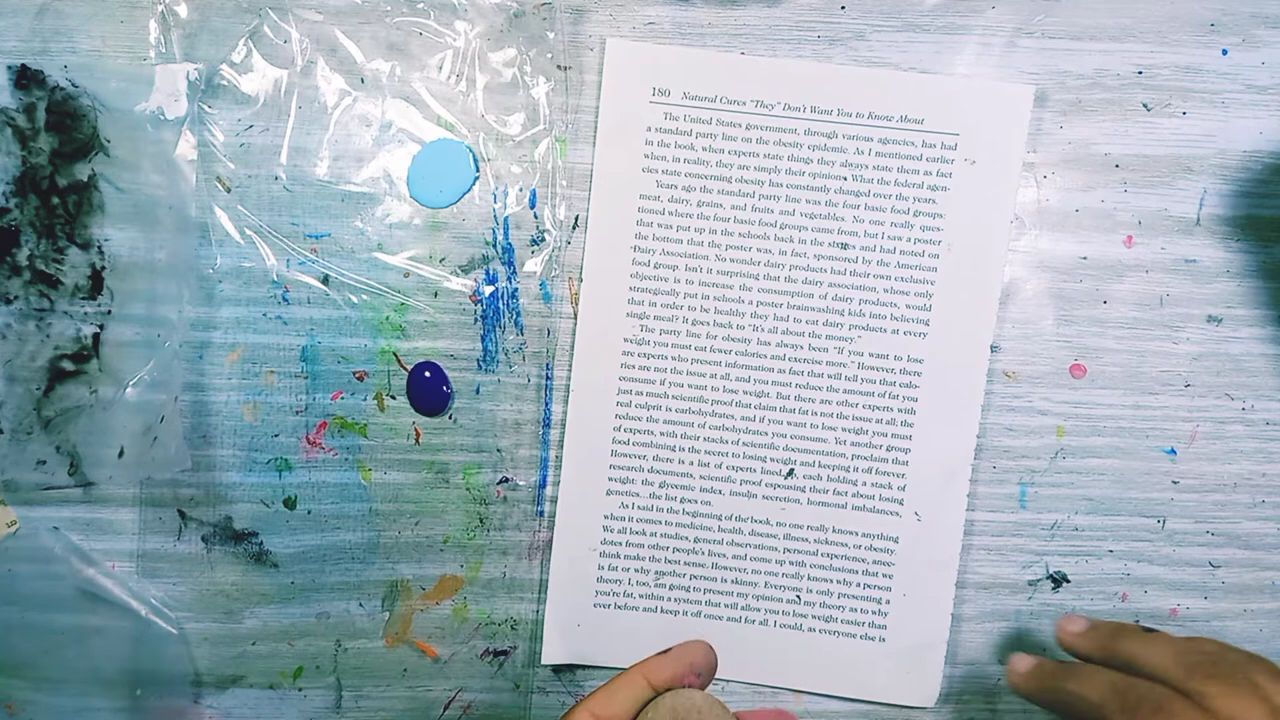 180 Natural Cures "They" Don't Want You to Know About
The United States government, through various agencies, has had
a standard party line on the obesity epidemic. As I mentioned earlier
in the book, when experts state things they always state them as fact
when, in reality, they are simply their opinions. What the federal agen-
cies state concerning obesity has constantly changed over the years.
Years ago the standard party line was the four basic food groups:
meat, dairy, grains, and fruits and vegetables. No one really ques-
tioned where the four basic food groups came from, but I saw a poster
that was put up in the schools back in the sixties and had noted on
the bottom that the poster was, in fact, sponsored by the American
Dairy Association. No wonder dairy products had their own exclusive
food group. Isn't it surprising that the dairy association, whose only
objective is to increase the consumption of dairy products, would
strategically put in schools a poster brainwashing kids into believing
that in order to be healthy they had to eat dairy products at every
single meal? It goes back to "It's all about the money."
The party line for obesity has always been "If you want to lose
weight you must eat fewer calories and exercise more." However, there
are experts who present information as fact that will tell you that calo-
ries are not the issue at all, and you must reduce the amount of fat you
consume if you want to lose weight. But there are other experts with
just as much scientific proof that claim that fat is not the issue at all; the
real culprit is carbohydrates, and if you want to lose weight you must
reduce the amount of carbohydrates you consume. Yet another group
of experts, with their stacks of scientific documentation, proclaim that
food combining is the secret to losing weight and keeping it off forever.
However, there is a list of experts lined, each holding a stack of
research documents, scientific proof espousing their fact about losing
weight: the glycemic index, insulin secretion, hormonal imbalances,
genetics...the list goes on.
As I said in the beginning of the book, no one really knows anything
when it comes to medicine, health, disease, illness, sickness, or obesity.
We all look at studies, general observations, personal experience, anec-
dotes from other people's lives, and come up with conclusions that we
think make the best sense. However, no one really knows why a person
is fat or why another person is skinny. Everyone is only presenting a
theory. I, too, am going to present my opinion and my theory as to why
you're fat, within a system that will allow you to lose weight easier than
ever before and keep it off once and for all. I could, as everyone else is